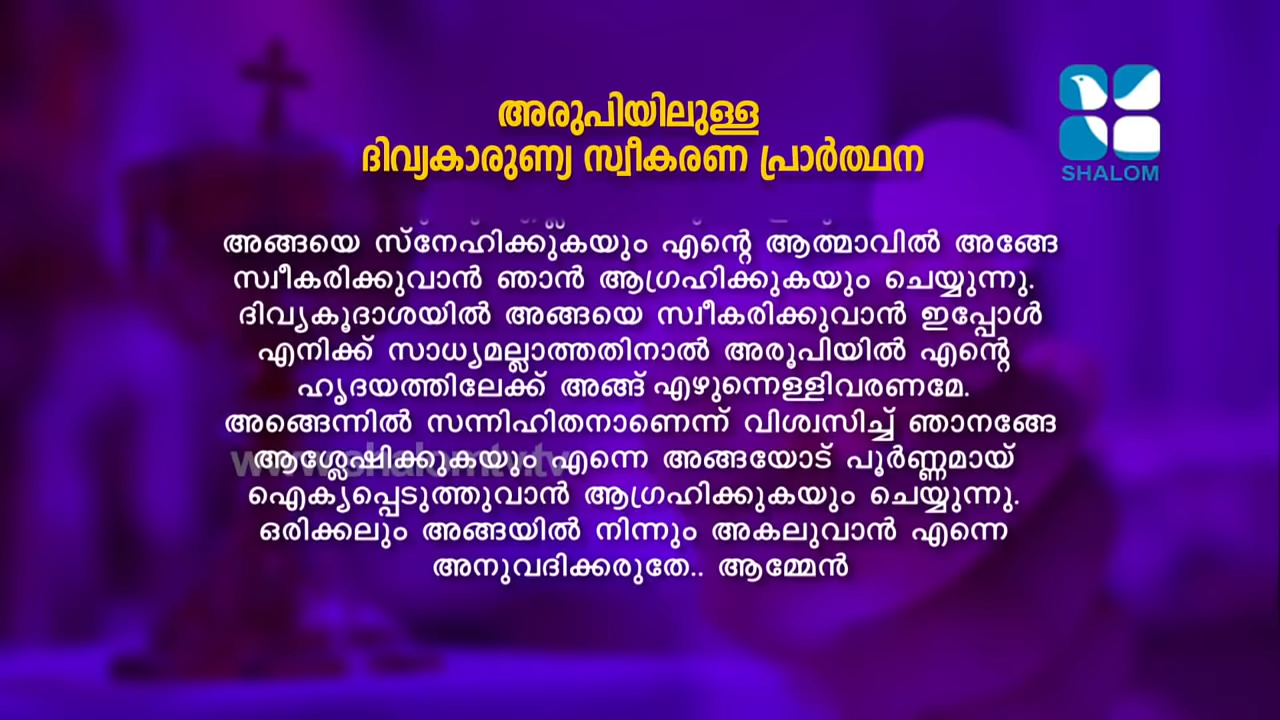 അരുപിയിലുള്ള
ദിവ്യകാരുണ്യ സ്വീകരണ പ്രാർത്ഥന
SHALOM
അങ്ങയെ സ്നേഹിക്കുകയും എന്റെ ആത്മാവിൽ അങ്ങേ
സ്വീകരിക്കുവാൻ ഞാൻ ആഗ്രഹിക്കുകയും ചെയ്യുന്നു.
ദിവ്യകൂദാശയിൽ അങ്ങയെ സ്വീകരിക്കുവാൻ ഇപ്പോൾ
എനിക്ക് സാധ്യമല്ലാത്തതിനാൽ അരൂപിയിൽ എന്റെ
ഹൃദയത്തിലേക്ക് അങ്ങ് എഴുന്നെള്ളിവരണമേ.
അങ്ങെന്നിൽ സന്നിഹിതനാണെന്ന് വിശ്വസിച്ച് ഞാനങ്ങേ
ആശ്ലേഷിക്കുകയും എന്നെ അങ്ങയോട് പൂർണ്ണമായ്
www.shalomtv.tv
ഐക്യപ്പെടുത്തുവാൻ ആഗ്രഹിക്കുകയും ചെയ്യുന്നു.
ഒരിക്കലും അങ്ങയിൽ നിന്നും അകലുവാൻ എന്നെ
അനുവദിക്കരുതേ.. ആമ്മേൻ